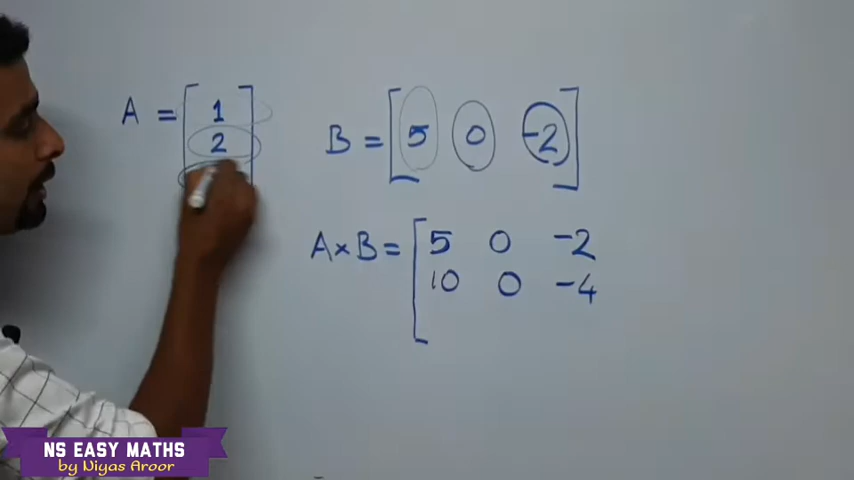 A = [ 1
2
B = [ 5 0 -2 ]
A×B = [ 5 0 -2
10 0 -4
NS EASY MATHS
by Niyas Aroor